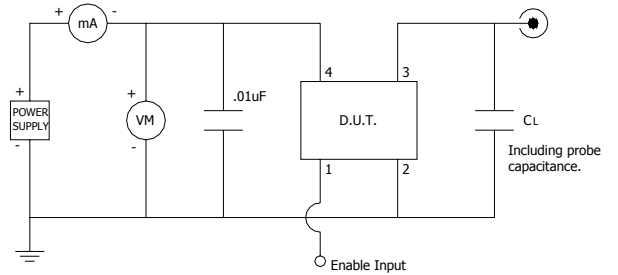 + mA -
4 3
+ + .01uF
POWER
SUPPLY
VM D.U.T. CL
- -
Including probe
capacitance.
1 2
Enable Input